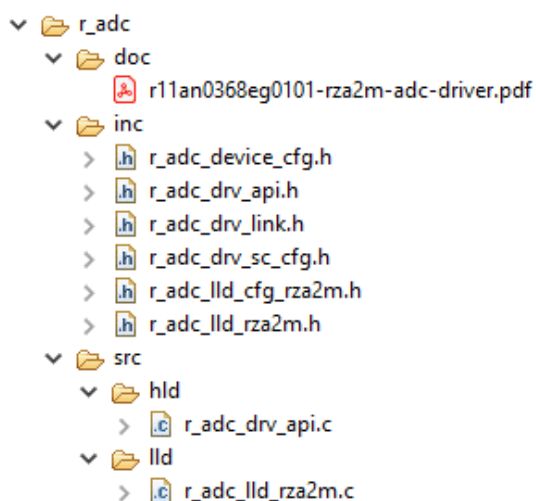 r_adc
doc
r11an0368eg0101-rza2m-adc-driver.pdf
inc
.h r_adc_device_cfg.h
.h r_adc_drv_api.h
.h r_adc_drv_link.h
.h r_adc_drv_sc_cfg.h
.h r_adc_lld_cfg_rza2m.h
.h r_adc_lld_rza2m.h
src
hld
.c r_adc_drv_api.c
lld
.c r_adc_lld_rza2m.c